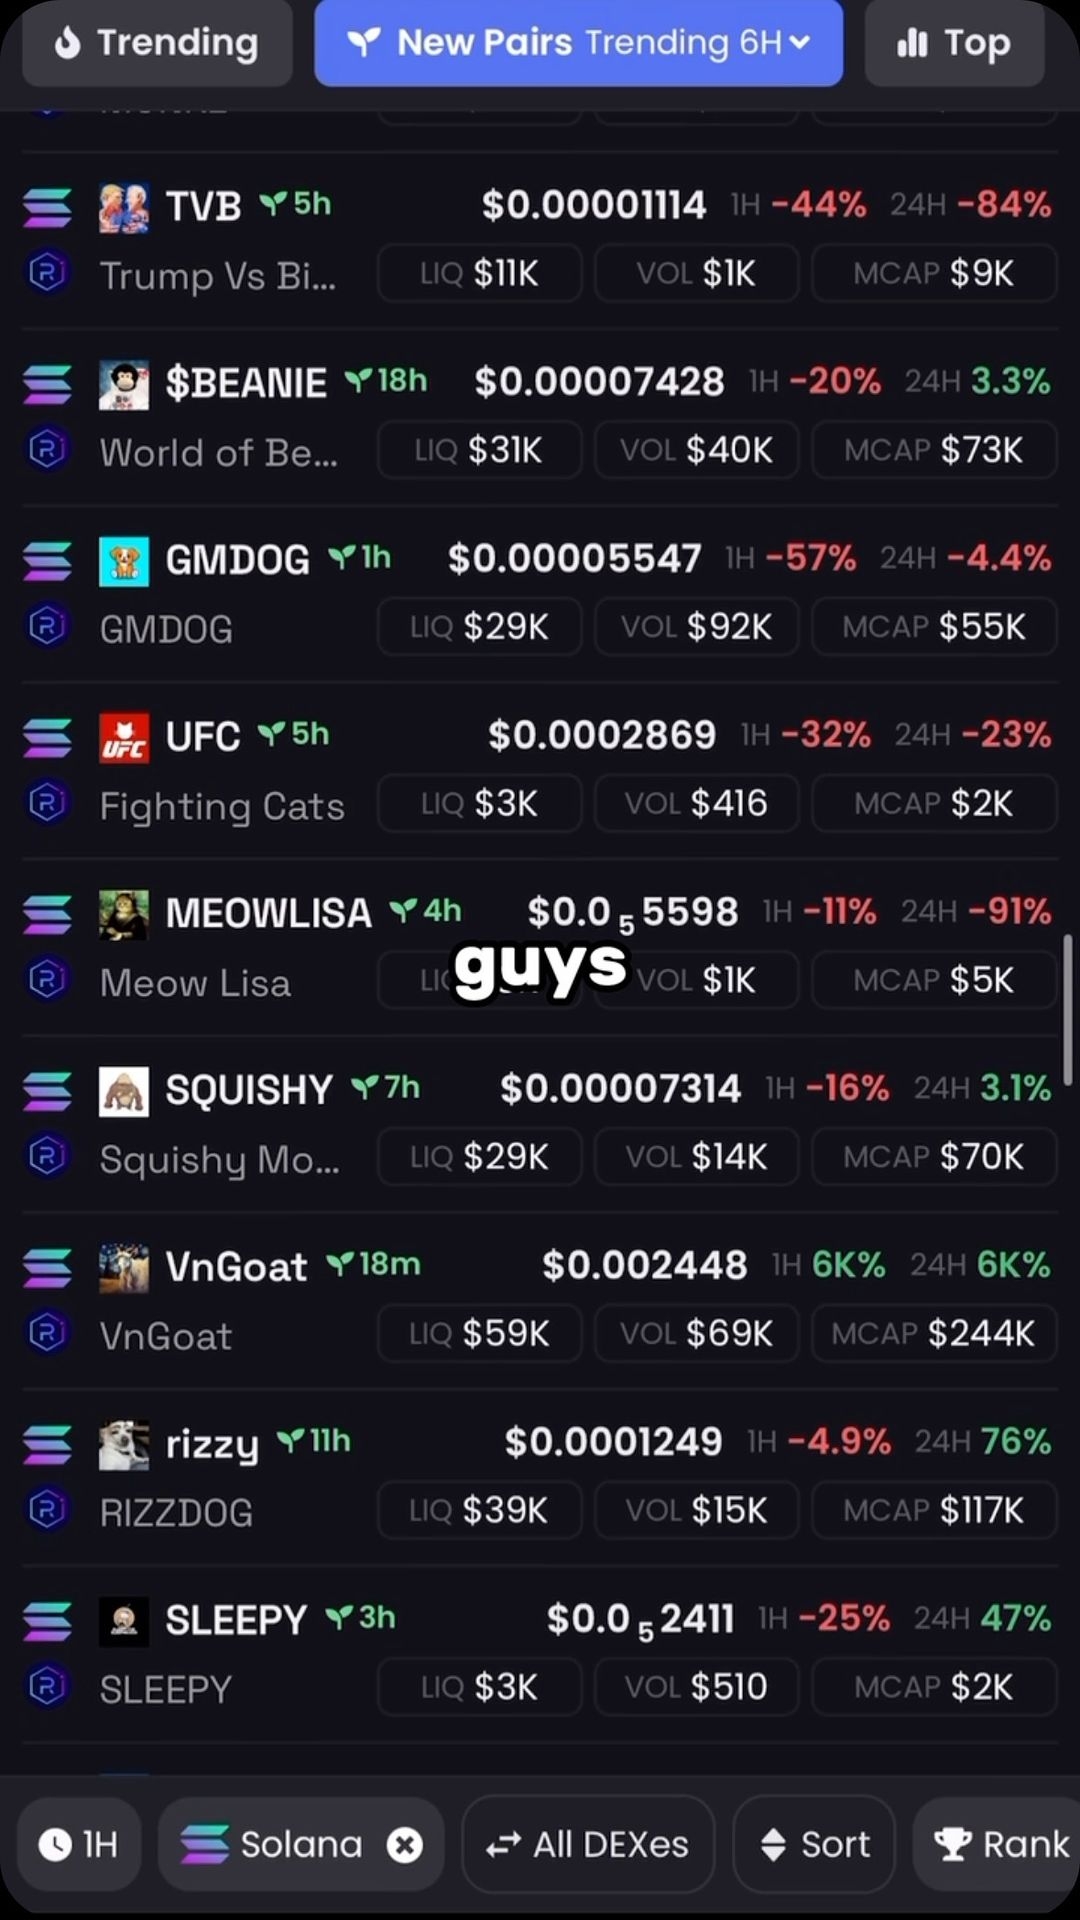 Trending
New Pairs Trending 6H
Top
TVB 5h $0.00001114 1H -44% 24H -84%
Trump Vs Bi... LIQ $11K VOL $1K MCAP $9K
$BEANIE 18h $0.00007428 1H -20% 24H 3.3%
World of Be... LIQ $31K VOL $40K MCAP $73K
GMDOG 1h $0.00005547 1H -57% 24H -4.4%
GMDOG LIQ $29K VOL $92K MCAP $55K
UFC UFC 5h $0.0002869 1H -32% 24H -23%
Fighting Cats LIQ $3K VOL $416 MCAP $2K
MEOWLISA 4h $0.0₅5598 1H -11% 24H -91%
guys
Meow Lisa VOL $1K MCAP $5K
SQUISHY 7h $0.00007314 1H -16% 24H 3.1%
Squishy Mo... LIQ $29K VOL $14K MCAP $70K
VnGoat 18m $0.002448 1H 6K% 24H 6K%
VnGoat LIQ $59K VOL $69K MCAP $244K
rizzy 11h $0.0001249 1H -4.9% 24H 76%
RIZZDOG LIQ $39K VOL $15K MCAP $117K
SLEEPY 3h $0.0₅2411 1H -25% 24H 47%
SLEEPY LIQ $3K VOL $510 MCAP $2K
1H Solana All DEXes Sort Rank